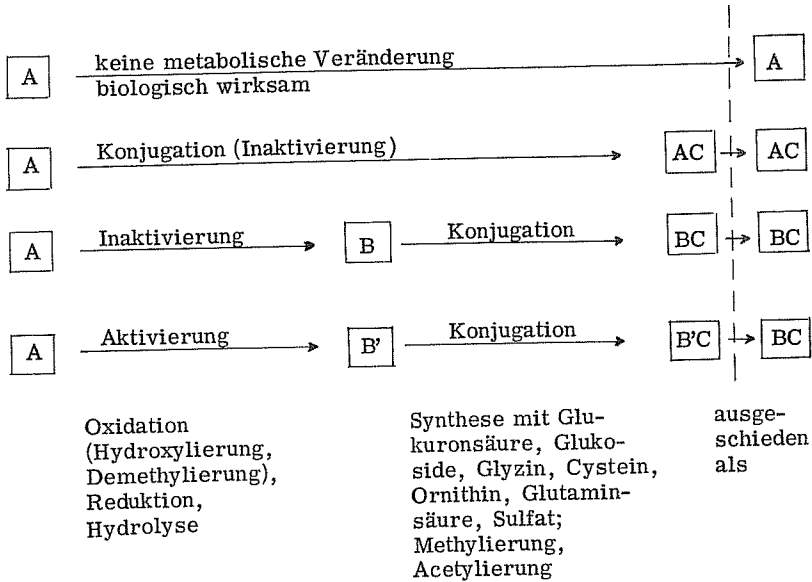 keine metabolische Veränderung
A
biologisch wirksam
A
Konjugation (Inaktivierung)
A
AC
AC
Inaktivierung
Konjugation
A
B
BC
BC
Aktivierung
Konjugation
A
B'
B'C
BC
Oxidation
(Hydroxylierung,
Demethylierung),
Reduktion,
Hydrolyse
Synthese mit Glu-
kuronsäure, Gluko-
side, Glyzin, Cystein,
Ornithin, Glutamin-
säure, Sulfat;
Methylierung,
Acetylierung
ausge-
schieden
als